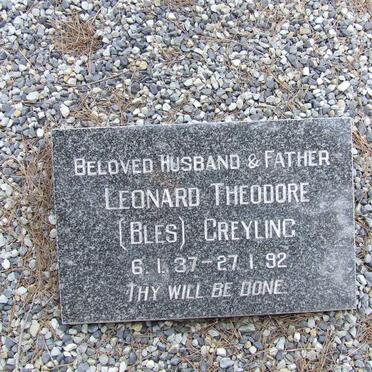 BELOVED HUSBAND & FATHER
LEONARD THEODORE
(BLES) GREYLING
6.1.37-27.1.92
THY WILL BE DONE.